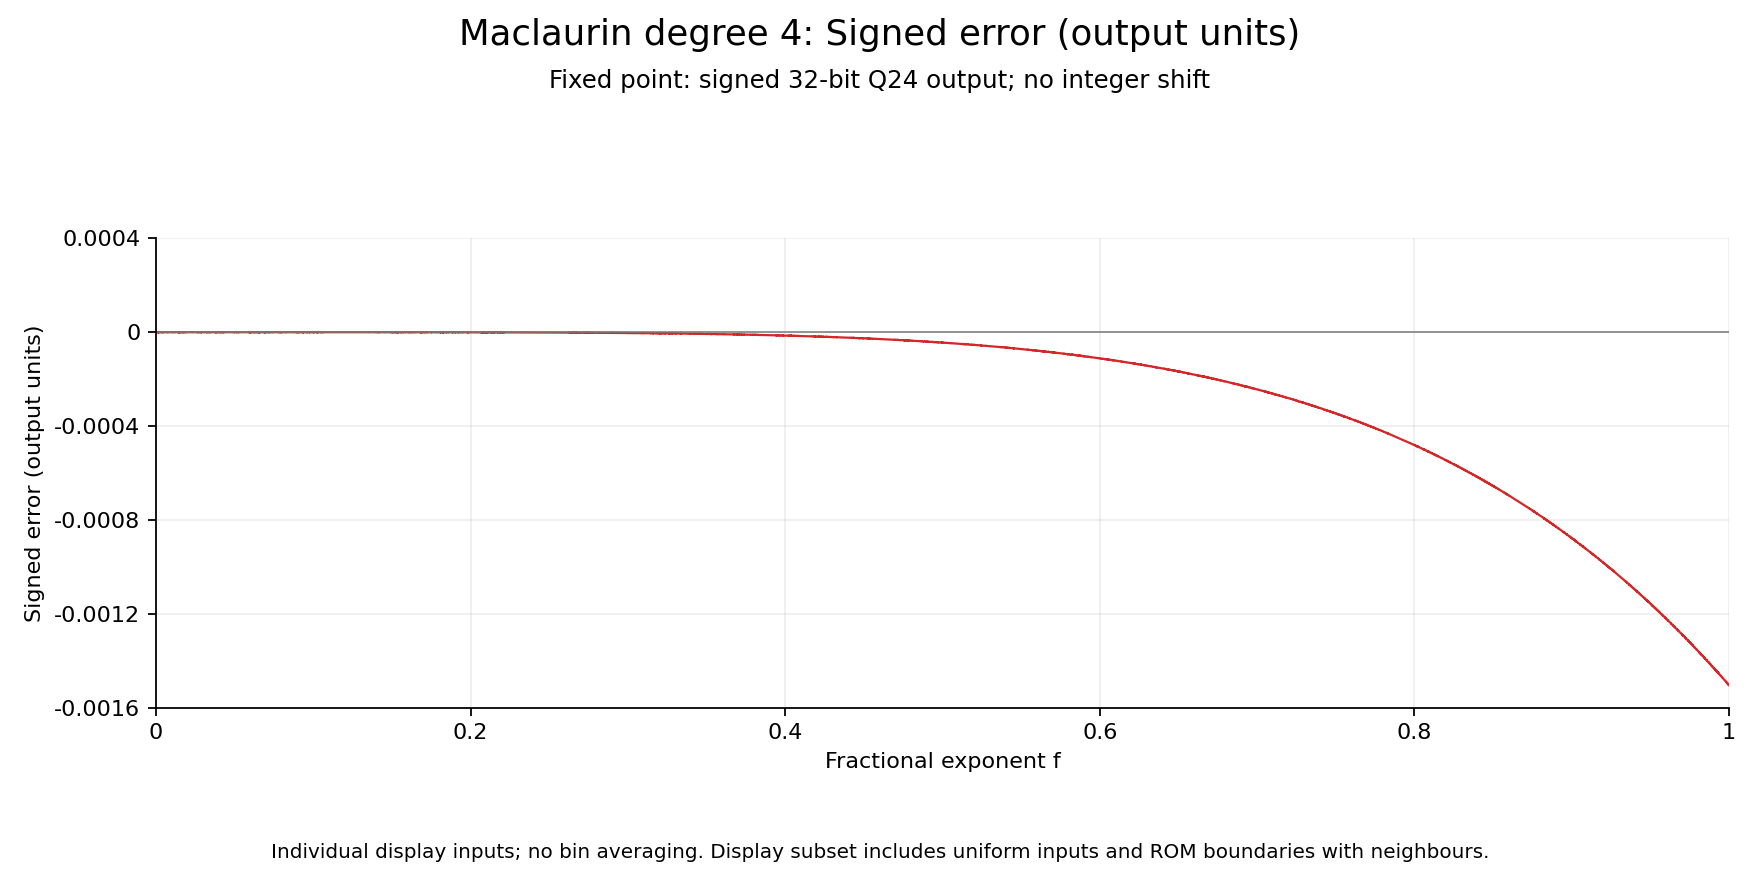 Maclaurin degree 4: Signed error (output units)
Fixed point: signed 32-bit Q24 output; no integer shift
Signed error (output units)
0.0004
0
-0.0004
-0.0008
-0.0012
-0.0016
0 0.2 0.4 0.6 0.8 1
Fractional exponent f
Individual display inputs; no bin averaging. Display subset includes uniform inputs and ROM boundaries with neighbours.